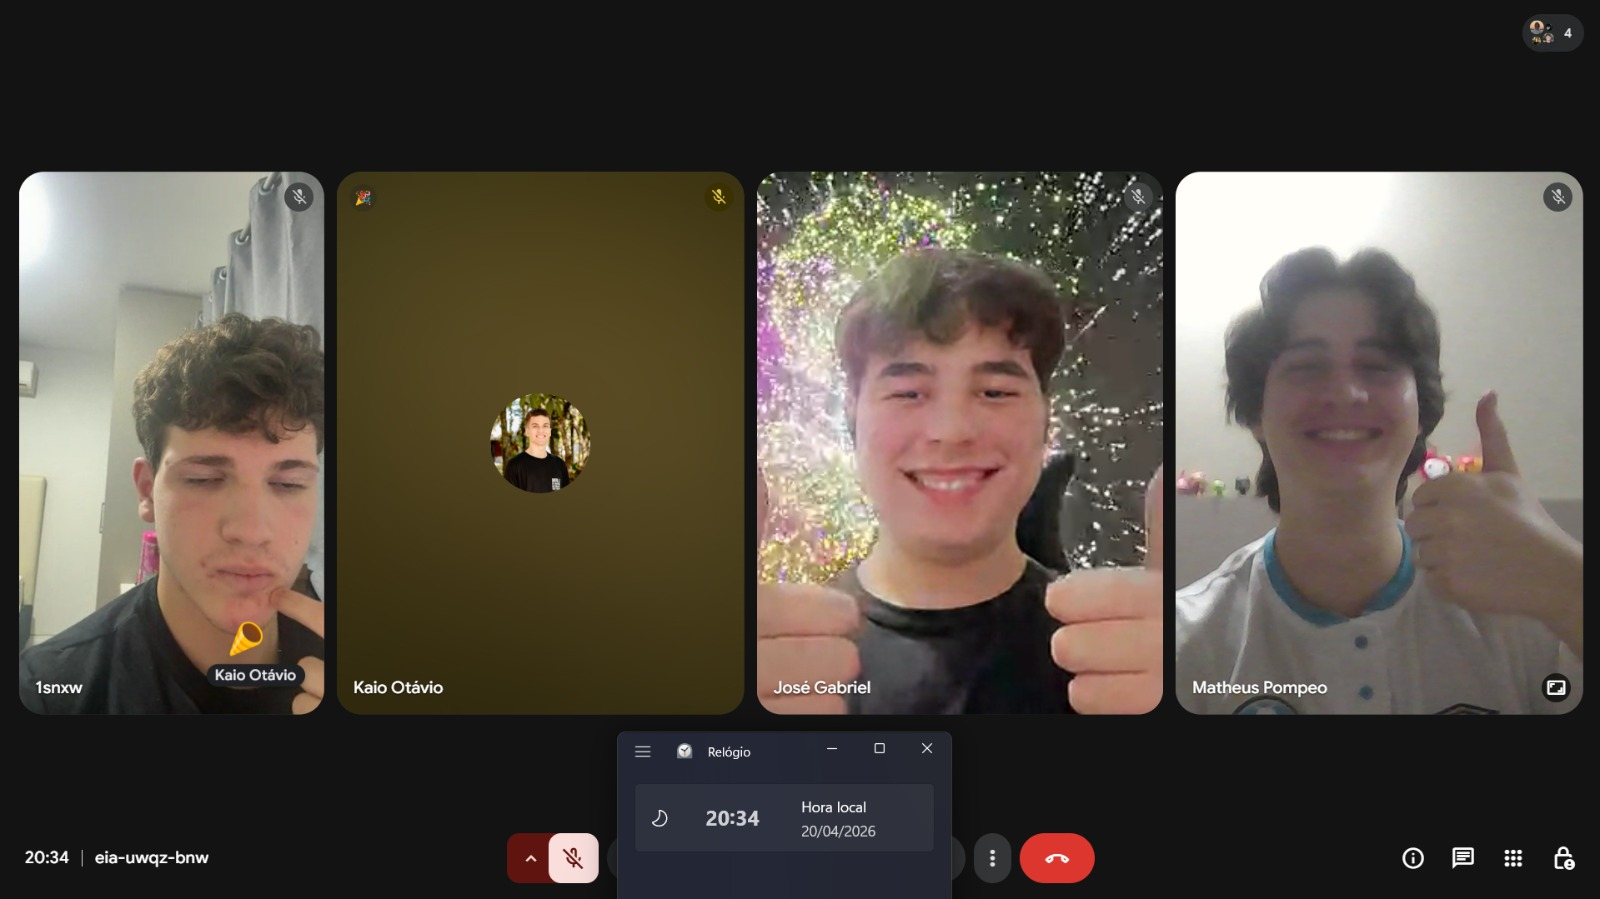 4
1snxw
Kaio Otávio
Kaio Otávio
José Gabriel
Matheus Pompeo
Relógio
20:34
Hora local
20/04/2026
20:34
eia-uwqz-bnw